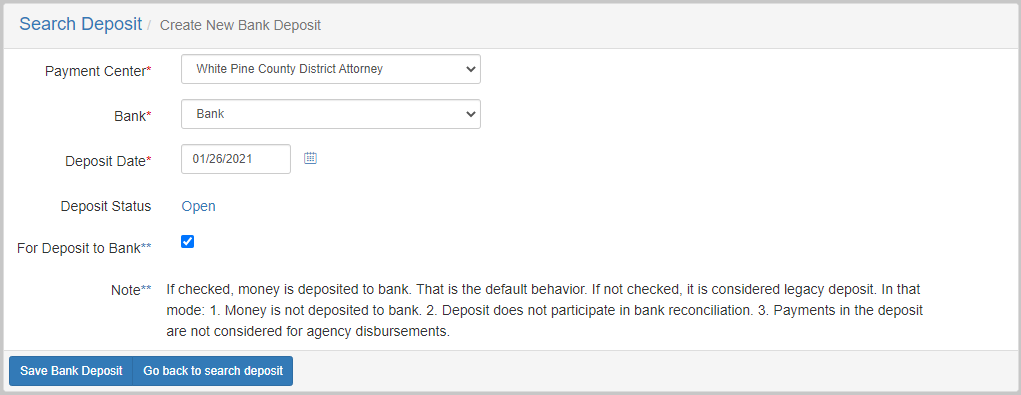 Search Deposit / Create New Bank Deposit
Payment Center* White Pine County District Attorney
Bank* Bank
Deposit Date* 01/26/2021
Deposit Status Open
For Deposit to Bank**
Note** If checked, money is deposited to bank. That is the default behavior. If not checked, it is considered legacy deposit. In that
mode: 1. Money is not deposited to bank. 2. Deposit does not participate in bank reconciliation. 3. Payments in the deposit
are not considered for agency disbursements.
Save Bank Deposit Go back to search deposit